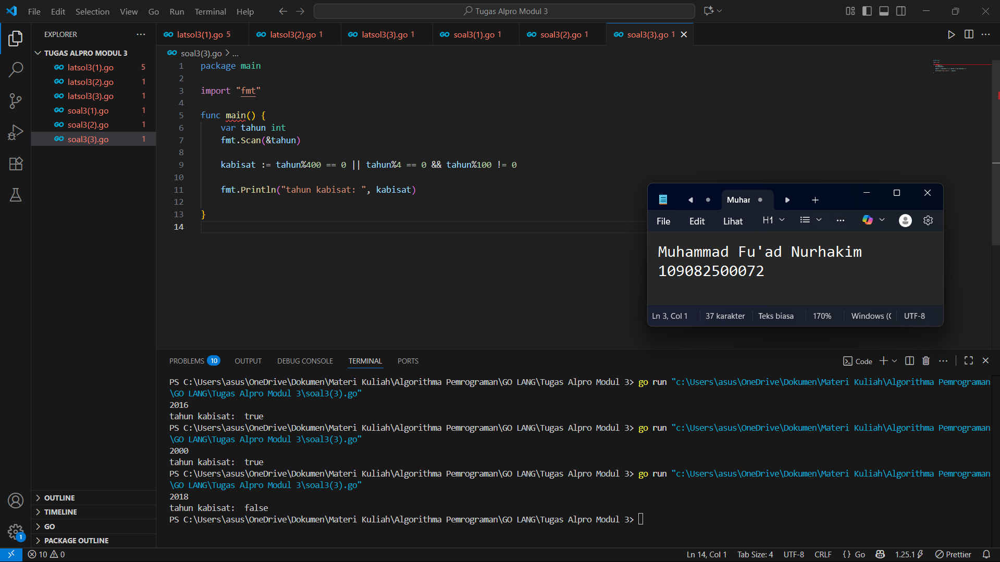 File Edit Selection View Go Run Terminal Help
Tugas Alpro Modul 3
EXPLORER
TUGAS ALPRO MODUL 3
latsol3(1).go 5
latsol3(2).go 1
latsol3(3).go 1
soal3(1).go 1
soal3(2).go 1
soal3(3).go 1
OUTLINE
TIMELINE
GO
PACKAGE OUTLINE
latsol3(1).go 5 latsol3(2).go 1 latsol3(3).go 1 soal3(1).go 1 soal3(2).go 1 soal3(3).go 1
soal3(3).go > ...
1 package main
2
3 import "fmt"
4
5 func main() {
6 var tahun int
7 fmt.Scan(&tahun)
8
9 kabisat := tahun%400 == 0 || tahun%4 == 0 && tahun%100 != 0
10
11 fmt.Println("tahun kabisat: ", kabisat)
12
13 }
14
Muhar
File Edit Lihat H1
Muhammad Fu'ad Nurhakim
109082500072
Ln 3, Col 1 37 karakter Teks biasa 170% Windows (C UTF-8
PROBLEMS 10 OUTPUT DEBUG CONSOLE TERMINAL PORTS Code
PS C:\Users\asus\OneDrive\Dokumen\Materi Kuliah\Algorithma Pemrograman\GO LANG\Tugas Alpro Modul 3> go run "c:\Users\asus\OneDrive\Dokumen\Materi Kuliah\Algorithma Pemrograman
\GO LANG\Tugas Alpro Modul 3\soal3(3).go"
2016
tahun kabisat:  true
PS C:\Users\asus\OneDrive\Dokumen\Materi Kuliah\Algorithma Pemrograman\GO LANG\Tugas Alpro Modul 3> go run "c:\Users\asus\OneDrive\Dokumen\Materi Kuliah\Algorithma Pemrograman
\GO LANG\Tugas Alpro Modul 3\soal3(3).go"
2000
tahun kabisat:  true
PS C:\Users\asus\OneDrive\Dokumen\Materi Kuliah\Algorithma Pemrograman\GO LANG\Tugas Alpro Modul 3> go run "c:\Users\asus\OneDrive\Dokumen\Materi Kuliah\Algorithma Pemrograman
\GO LANG\Tugas Alpro Modul 3\soal3(3).go"
2018
tahun kabisat:  false
PS C:\Users\asus\OneDrive\Dokumen\Materi Kuliah\Algorithma Pemrograman\GO LANG\Tugas Alpro Modul 3>
1
10 0 Ln 14, Col 1 Tab Size: 4 UTF-8 CRLF {} Go 1.25.1 Prettier